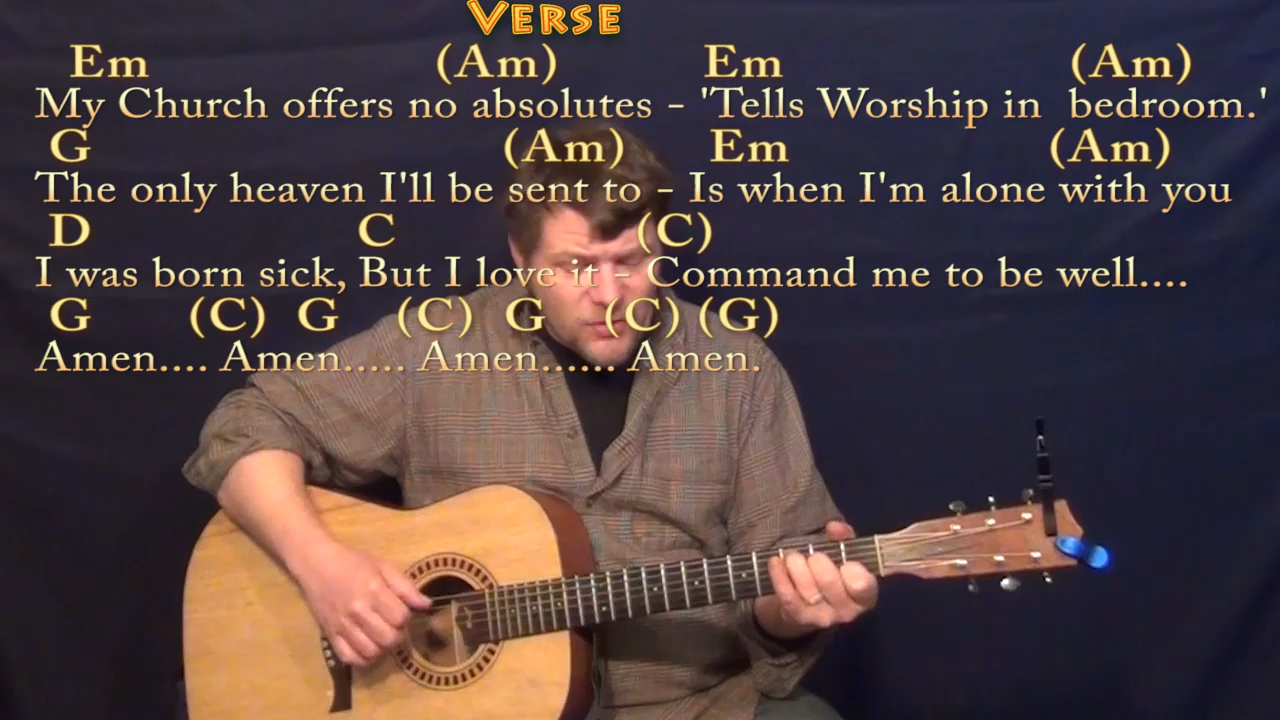 VERSE
Em (Am) Em (Am)
My Church offers no absolutes - 'Tells Worship in bedroom.'
G (Am) Em (Am)
The only heaven I'll be sent to - Is when I'm alone with you
D C (C)
I was born sick, But I love it - Command me to be well....
G (C) G (C) G (C) (G)
Amen.... Amen..... Amen...... Amen.